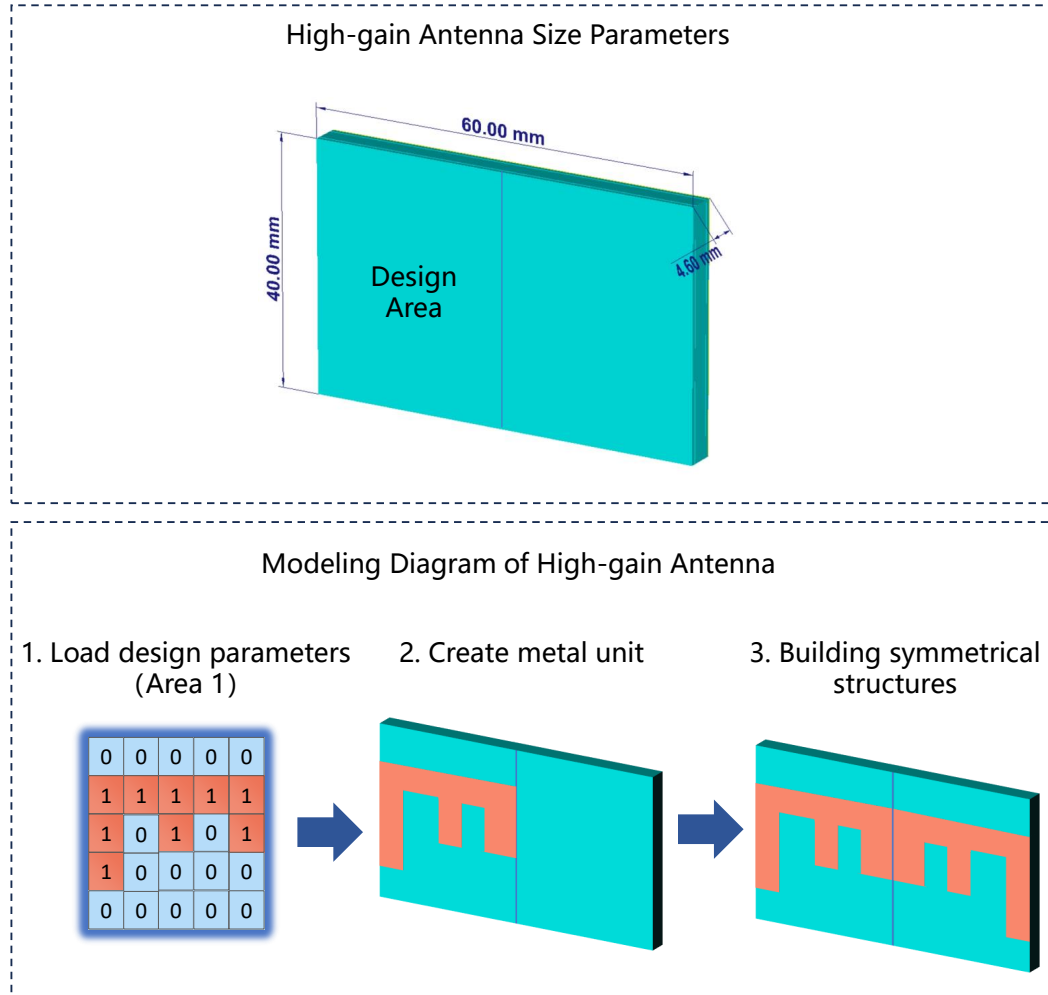 High-gain Antenna Size Parameters
60.00 mm
40.00 mm
4.60 mm
Design
Area
Modeling Diagram of High-gain Antenna
1. Load design parameters
(Area 1)
2. Create metal unit
3. Building symmetrical
structures
0 0 0 0 0
1 1 1 1 1
1 0 1 0 1
1 0 0 0 0
0 0 0 0 0